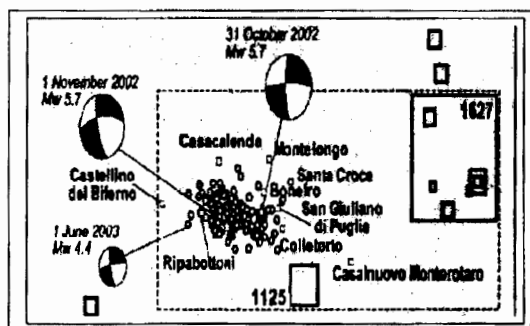 31 October 2002
Mw 5.7
1 November 2002
Mw 5.7
1627
Casacalenda
Montelongo
Castellino
del Biferno
Santa Croce
Bonefro
San Giuliano
di Puglia
1 June 2003
Mw 4.4
Colletorto
Ripabottoni
Casalnuovo Monterotaro
1125